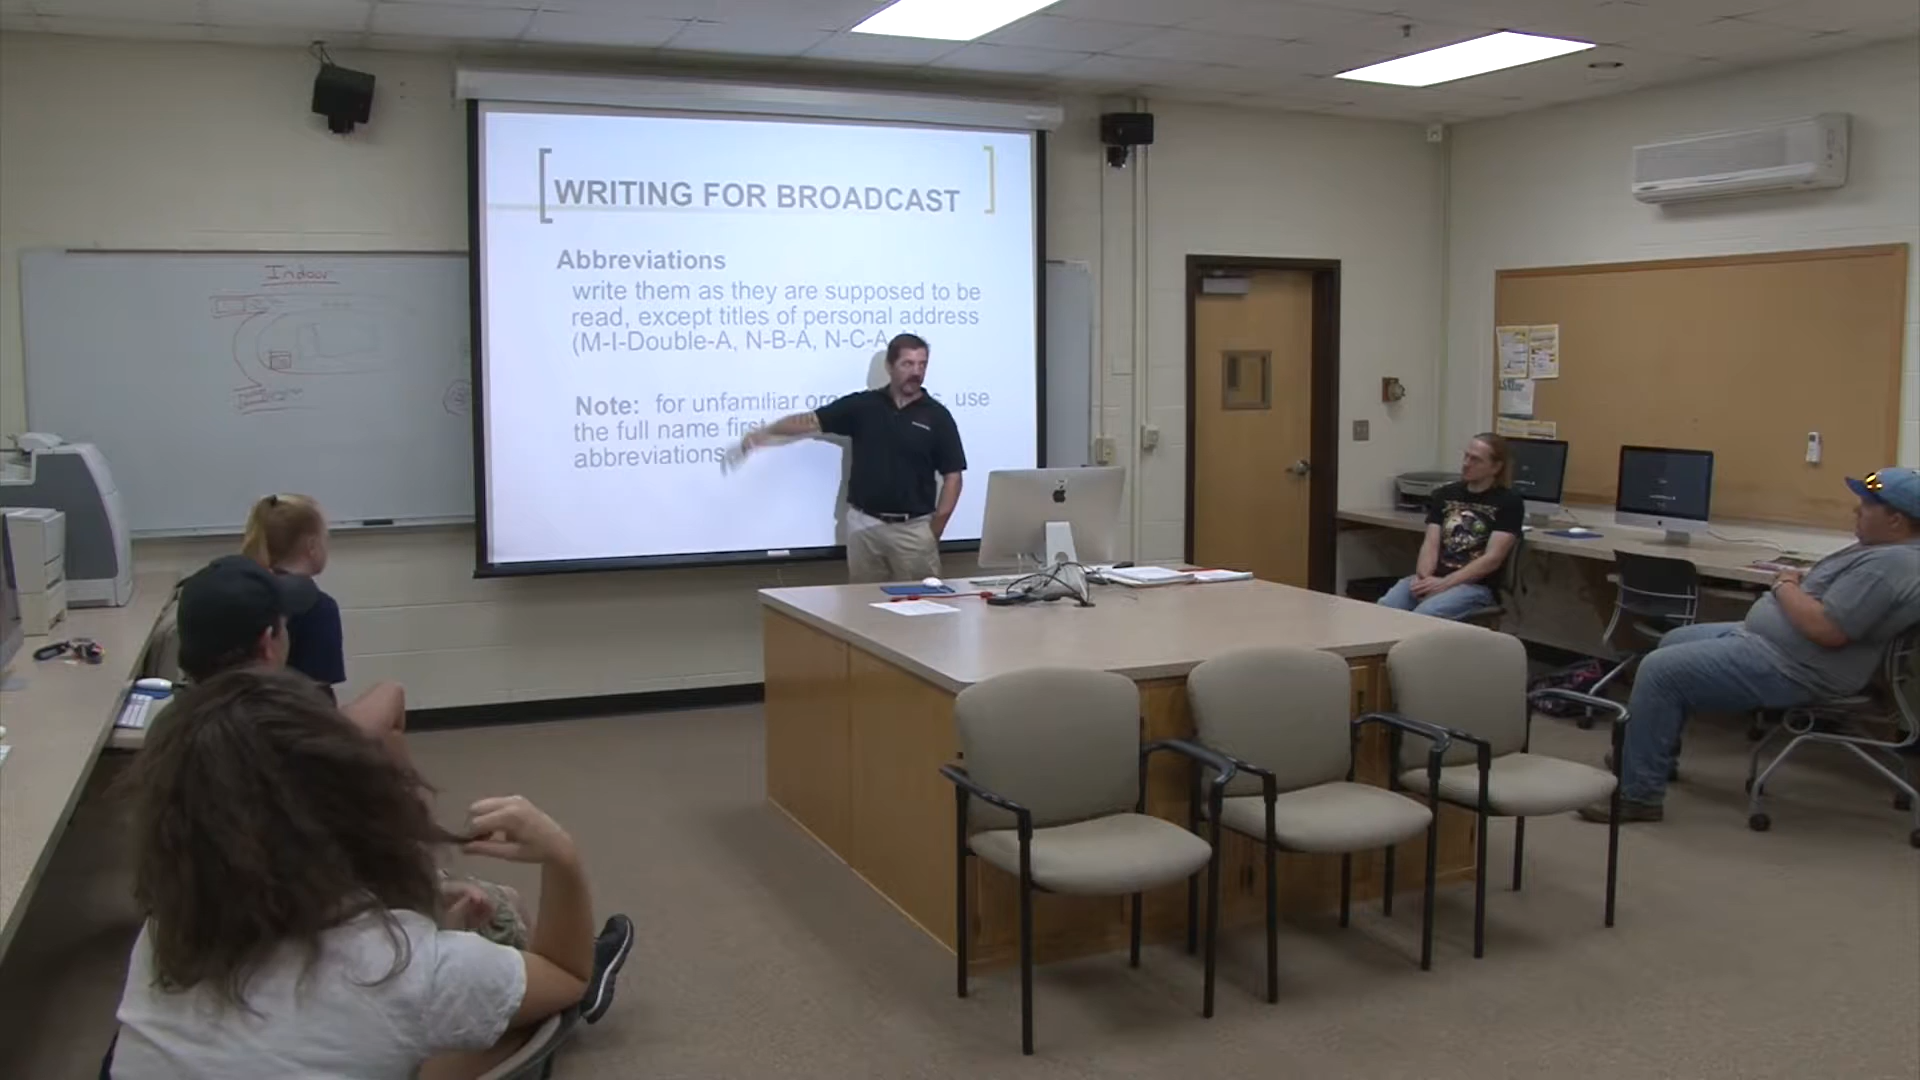 WRITING FOR BROADCAST
Abbreviations
write them as they are supposed to be
read, except titles of personal address
(M-I-Double-A, N-B-A, N-C-A-A)
Note: for unfamiliar use
the full name first
abbreviations
Indoor